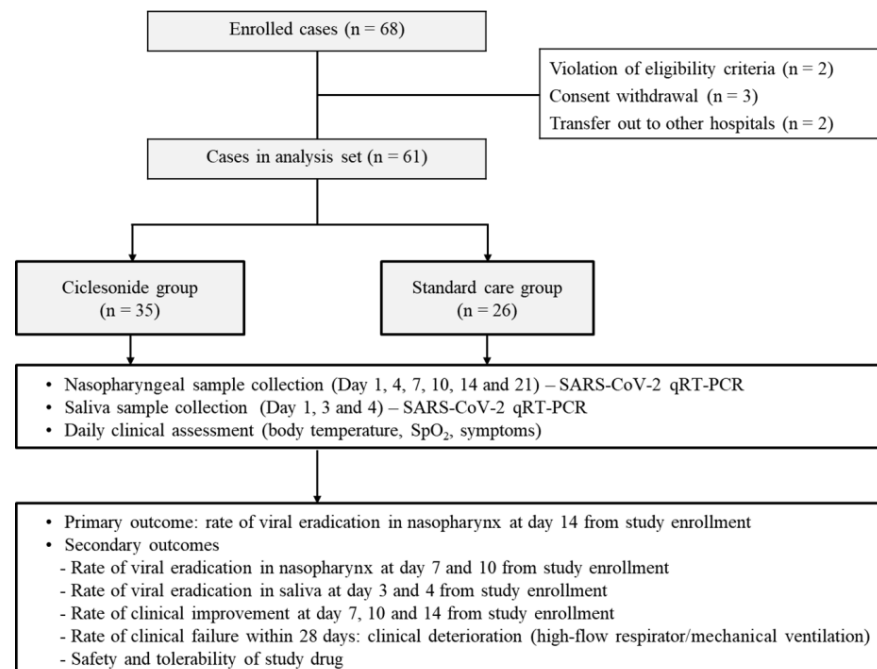 Enrolled cases (n = 68)
Violation of eligibility criteria (n = 2)
Consent withdrawal (n = 3)
Transfer out to other hospitals (n = 2)
Cases in analysis set (n = 61)
Ciclesonide group
(n = 35)
Standard care group
(n = 26)
• Nasopharyngeal sample collection (Day 1, 4, 7, 10, 14 and 21) – SARS-CoV-2 qRT-PCR
• Saliva sample collection (Day 1, 3 and 4) – SARS-CoV-2 qRT-PCR
• Daily clinical assessment (body temperature, SpO₂, symptoms)
• Primary outcome: rate of viral eradication in nasopharynx at day 14 from study enrollment
• Secondary outcomes
- Rate of viral eradication in nasopharynx at day 7 and 10 from study enrollment
- Rate of viral eradication in saliva at day 3 and 4 from study enrollment
- Rate of clinical improvement at day 7, 10 and 14 from study enrollment
- Rate of clinical failure within 28 days: clinical deterioration (high-flow respirator/mechanical ventilation)
- Safety and tolerability of study drug